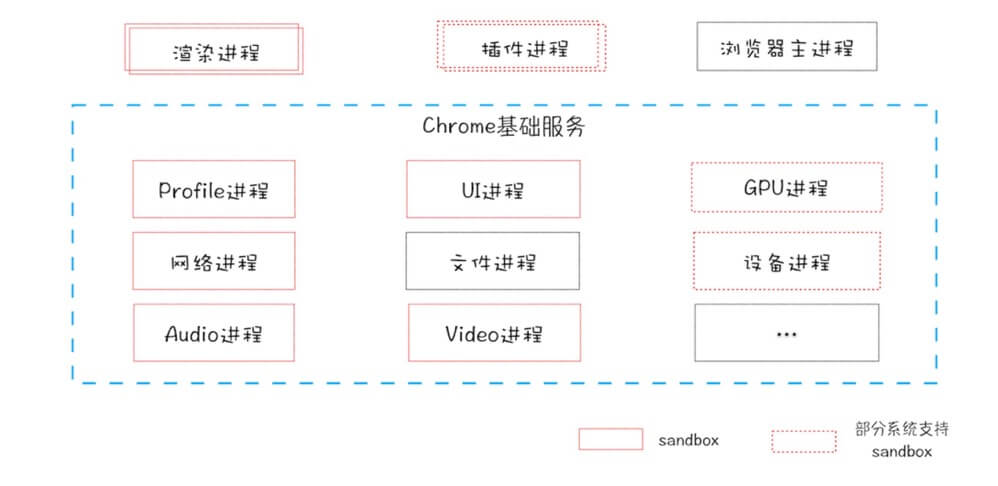 渲染进程
插件进程
浏览器主进程
Chrome基础服务
Profile进程
UI进程
GPU进程
网络进程
文件进程
设备进程
Audio进程
Video进程
...
sandbox
部分系统支持
sandbox